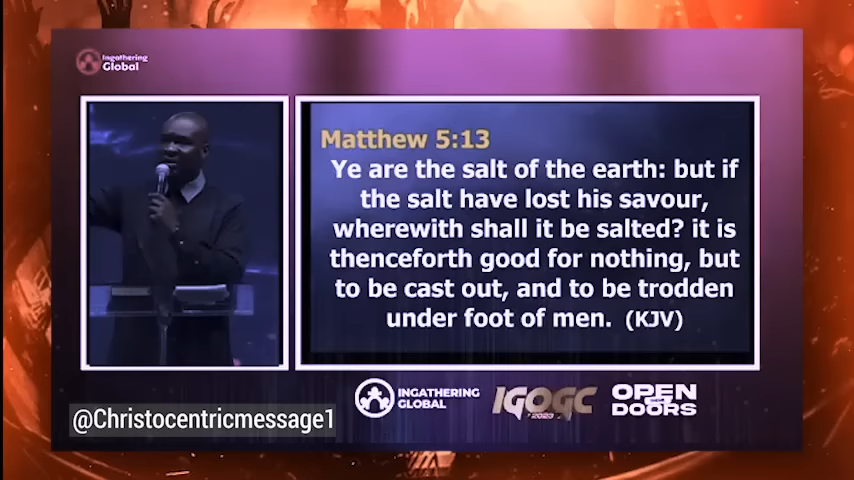 Ingathering
Global
Matthew 5:13
Ye are the salt of the earth: but if
the salt have lost his savour,
wherewith shall it be salted? it is
thenceforth good for nothing, but
to be cast out, and to be trodden
under foot of men. (KJV)
INGATHERING
GLOBAL
IGOGC
2023
OPEN
DOORS
@Christocentricmessage1